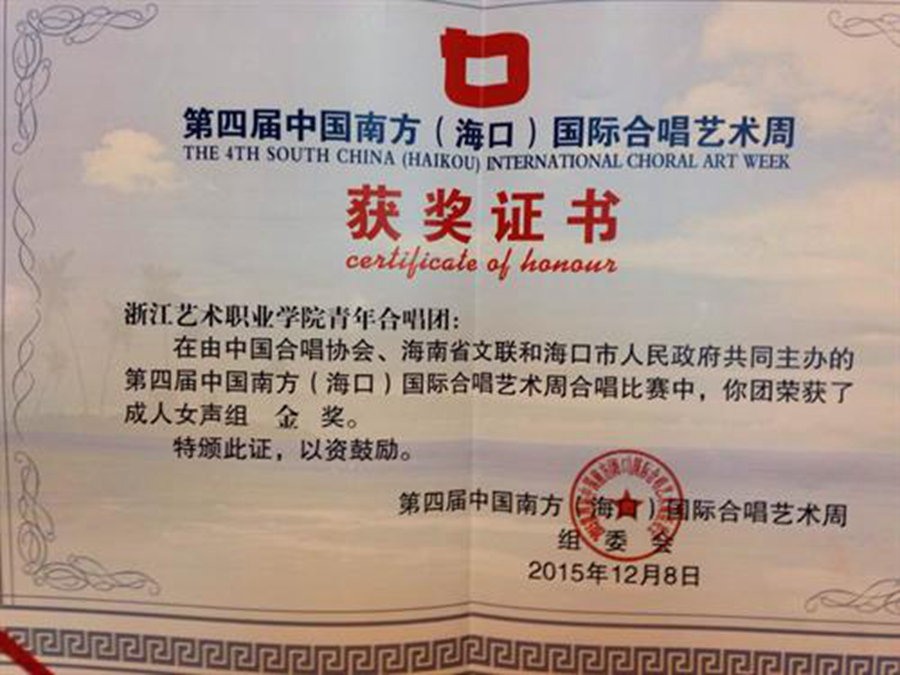 第四届中国南方（海口）国际合唱艺术周
THE 4TH SOUTH CHINA (HAIKOU) INTERNATIONAL CHORAL ART WEEK
获奖证书
certificate of honour
浙江艺术职业学院青年合唱团：
在由中国合唱协会、海南省文联和海口市人民政府共同主办的
第四届中国南方（海口）国际合唱艺术周合唱比赛中，你团荣获了
成人女声组 金 奖。
特颁此证，以资鼓励。
第四届中国南方（海口）国际合唱艺术周
组 委 会
2015年12月8日